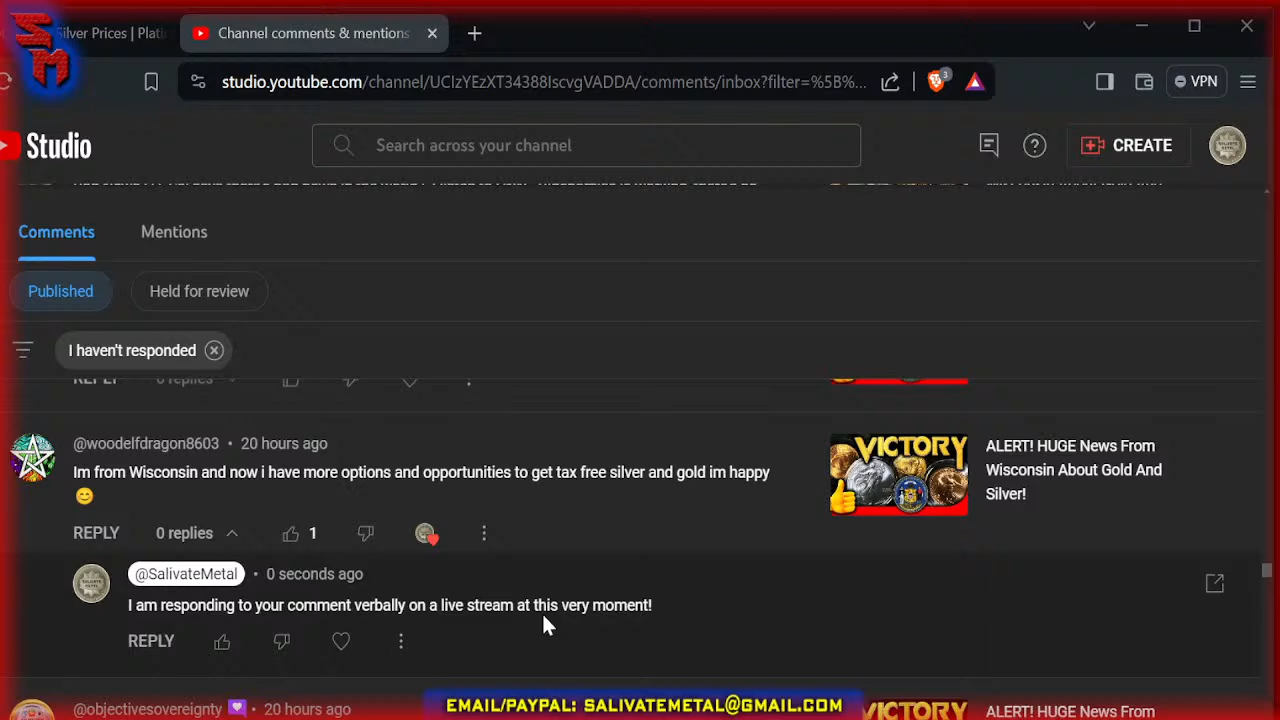 SM
Silver Prices | Plati
Channel comments & mentions
studio.youtube.com/channel/UCIzYEzXT34388IscvgVADDA/comments/inbox?filter=%5B%...
3
VPN
Studio
Search across your channel
CREATE
Comments
Mentions
Published
Held for review
I haven't responded
REPLY
0 replies
@woodelfdragon8603 • 20 hours ago
Im from Wisconsin and now i have more options and opportunities to get tax free silver and gold im happy
😊
VICTORY
ALERT! HUGE News From
Wisconsin About Gold And
Silver!
REPLY 0 replies 1
@SalivateMetal • 0 seconds ago
I am responding to your comment verbally on a live stream at this very moment!
REPLY
@objectivesovereignty 20 hours ago
EMAIL/PAYPAL: SALIVATEMETAL@GMAIL.COM
VICTORY
ALERT! HUGE News From